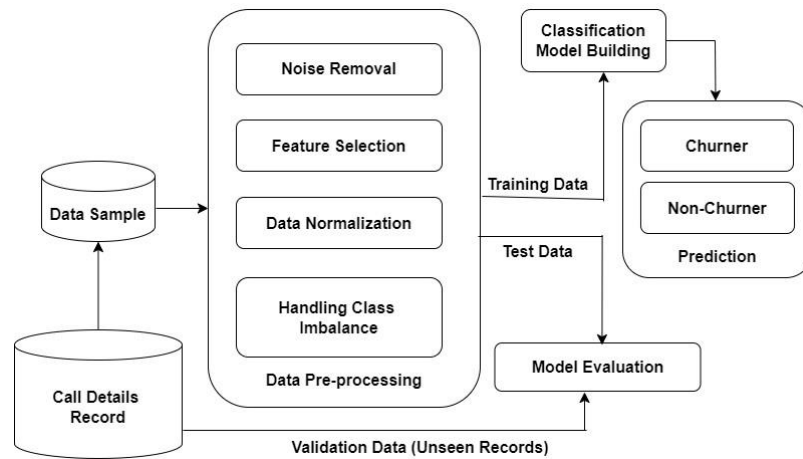 Data Sample
Call Details
Record
Noise Removal
Feature Selection
Data Normalization
Handling Class
Imbalance
Data Pre-processing
Training Data
Test Data
Classification
Model Building
Churner
Non-Churner
Prediction
Model Evaluation
Validation Data (Unseen Records)